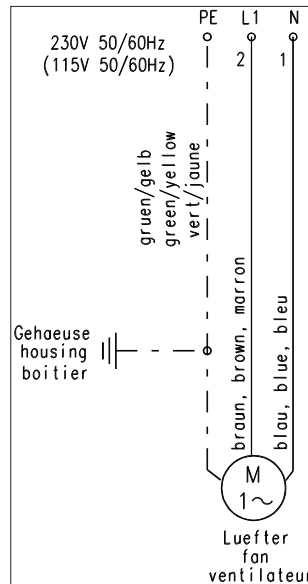 PE L1 N
230V 50/60Hz
(115V 50/60Hz)
2 1
gruen/gelb
green/yellow
vert/jaune
braun, brown, marron
blau, blue, bleu
Gehaeuse
housing
boitier
M
1~
Luefter
fan
ventilateur